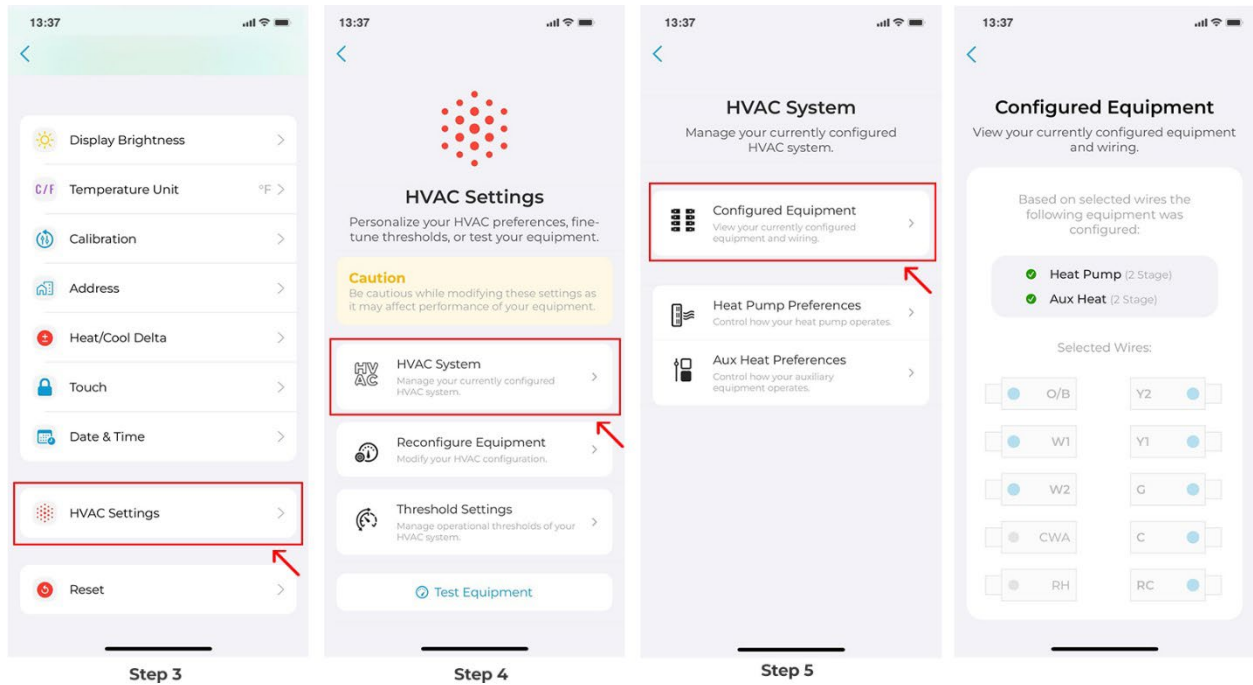 13:37
Display Brightness
C/F Temperature Unit °F
Calibration
Address
Heat/Cool Delta
Touch
Date & Time
HVAC Settings
Reset
Step 3
13:37
HVAC Settings
Personalize your HVAC preferences, fine-
tune thresholds, or test your equipment.
Caution
Be cautious while modifying these settings as
it may affect performance of your equipment.
HV
AC
HVAC System
Manage your currently configured
HVAC system.
Reconfigure Equipment
Modify your HVAC configuration.
Threshold Settings
Manage operational thresholds of your
HVAC system.
Test Equipment
Step 4
13:37
HVAC System
Manage your currently configured
HVAC system.
Configured Equipment
View your currently configured
equipment and wiring.
Heat Pump Preferences
Control how your heat pump operates.
Aux Heat Preferences
Control how your auxiliary
equipment operates.
Step 5
13:37
Configured Equipment
View your currently configured equipment
and wiring.
Based on selected wires the
following equipment was
configured:
Heat Pump (2 Stage)
Aux Heat (2 Stage)
Selected Wires:
O/B Y2
W1 Y1
W2 G
CWA C
RH RC